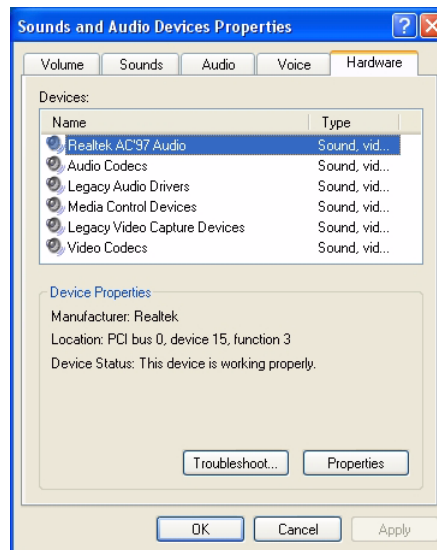 Sounds and Audio Devices Properties
Volume Sounds Audio Voice Hardware
Devices:
Name Type
Realtek AC'97 Audio Sound, vid...
Audio Codecs Sound, vid...
Legacy Audio Drivers Sound, vid...
Media Control Devices Sound, vid...
Legacy Video Capture Devices Sound, vid...
Video Codecs Sound, vid...
Device Properties
Manufacturer: Realtek
Location: PCI bus 0, device 15, function 3
Device Status: This device is working properly.
Troubleshoot... Properties
OK Cancel Apply